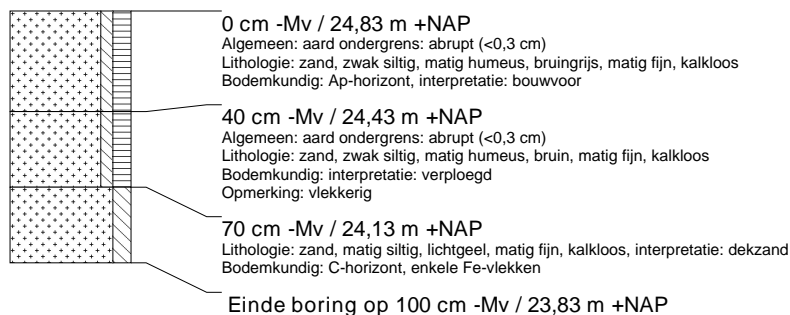 0 cm -Mv / 24,83 m +NAP
Algemeen: aard ondergrens: abrupt (<0,3 cm)
Lithologie: zand, zwak siltig, matig humeus, bruingrijs, matig fijn, kalkloos
Bodemkundig: Ap-horizont, interpretatie: bouwvoor
40 cm -Mv / 24,43 m +NAP
Algemeen: aard ondergrens: abrupt (<0,3 cm)
Lithologie: zand, zwak siltig, matig humeus, bruin, matig fijn, kalkloos
Bodemkundig: interpretatie: verploegd
Opmerking: vlekkerig
70 cm -Mv / 24,13 m +NAP
Lithologie: zand, matig siltig, lichtgeel, matig fijn, kalkloos, interpretatie: dekzand
Bodemkundig: C-horizont, enkele Fe-vlekken
Einde boring op 100 cm -Mv / 23,83 m +NAP